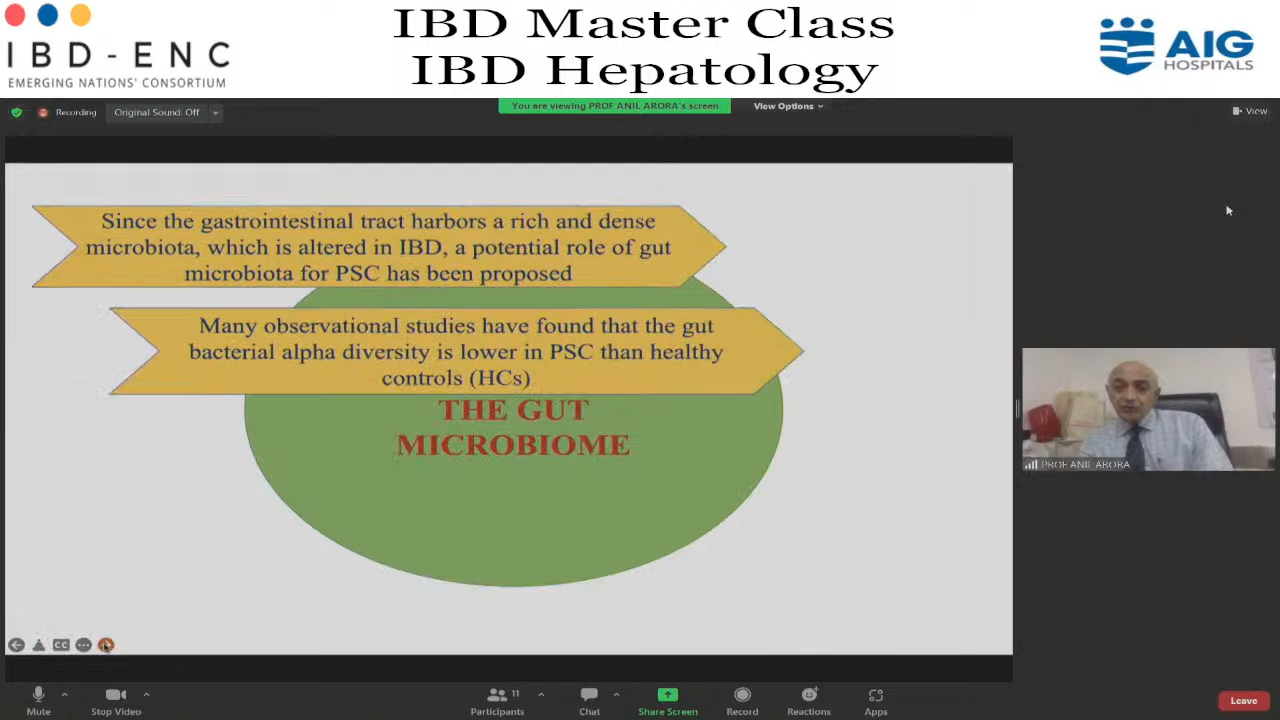 IBD Master Class
IBD Hepatology
IBD-ENC
EMERGING NATIONS' CONSORTIUM
AIG
HOSPITALS
Recording
Original Sound: Off
You are viewing PROF ANIL ARORA's screen
View Options
View
Since the gastrointestinal tract harbors a rich and dense
microbiota, which is altered in IBD, a potential role of gut
microbiota for PSC has been proposed
Many observational studies have found that the gut
bacterial alpha diversity is lower in PSC than healthy
controls (HCs)
THE GUT
MICROBIOME
PROF ANIL ARORA
CC
Mute
Stop Video
Participants
11
Chat
Share Screen
Record
Reactions
Apps
Leave